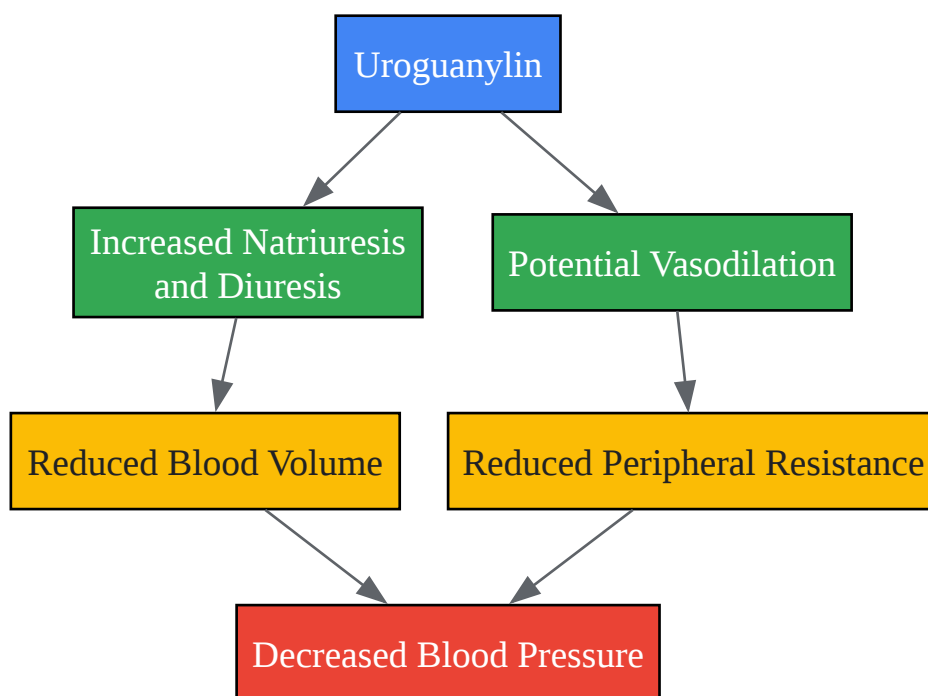 Uroguanylin
Increased Natriuresis
and Diuresis
Potential Vasodilation
Reduced Blood Volume
Reduced Peripheral Resistance
Decreased Blood Pressure